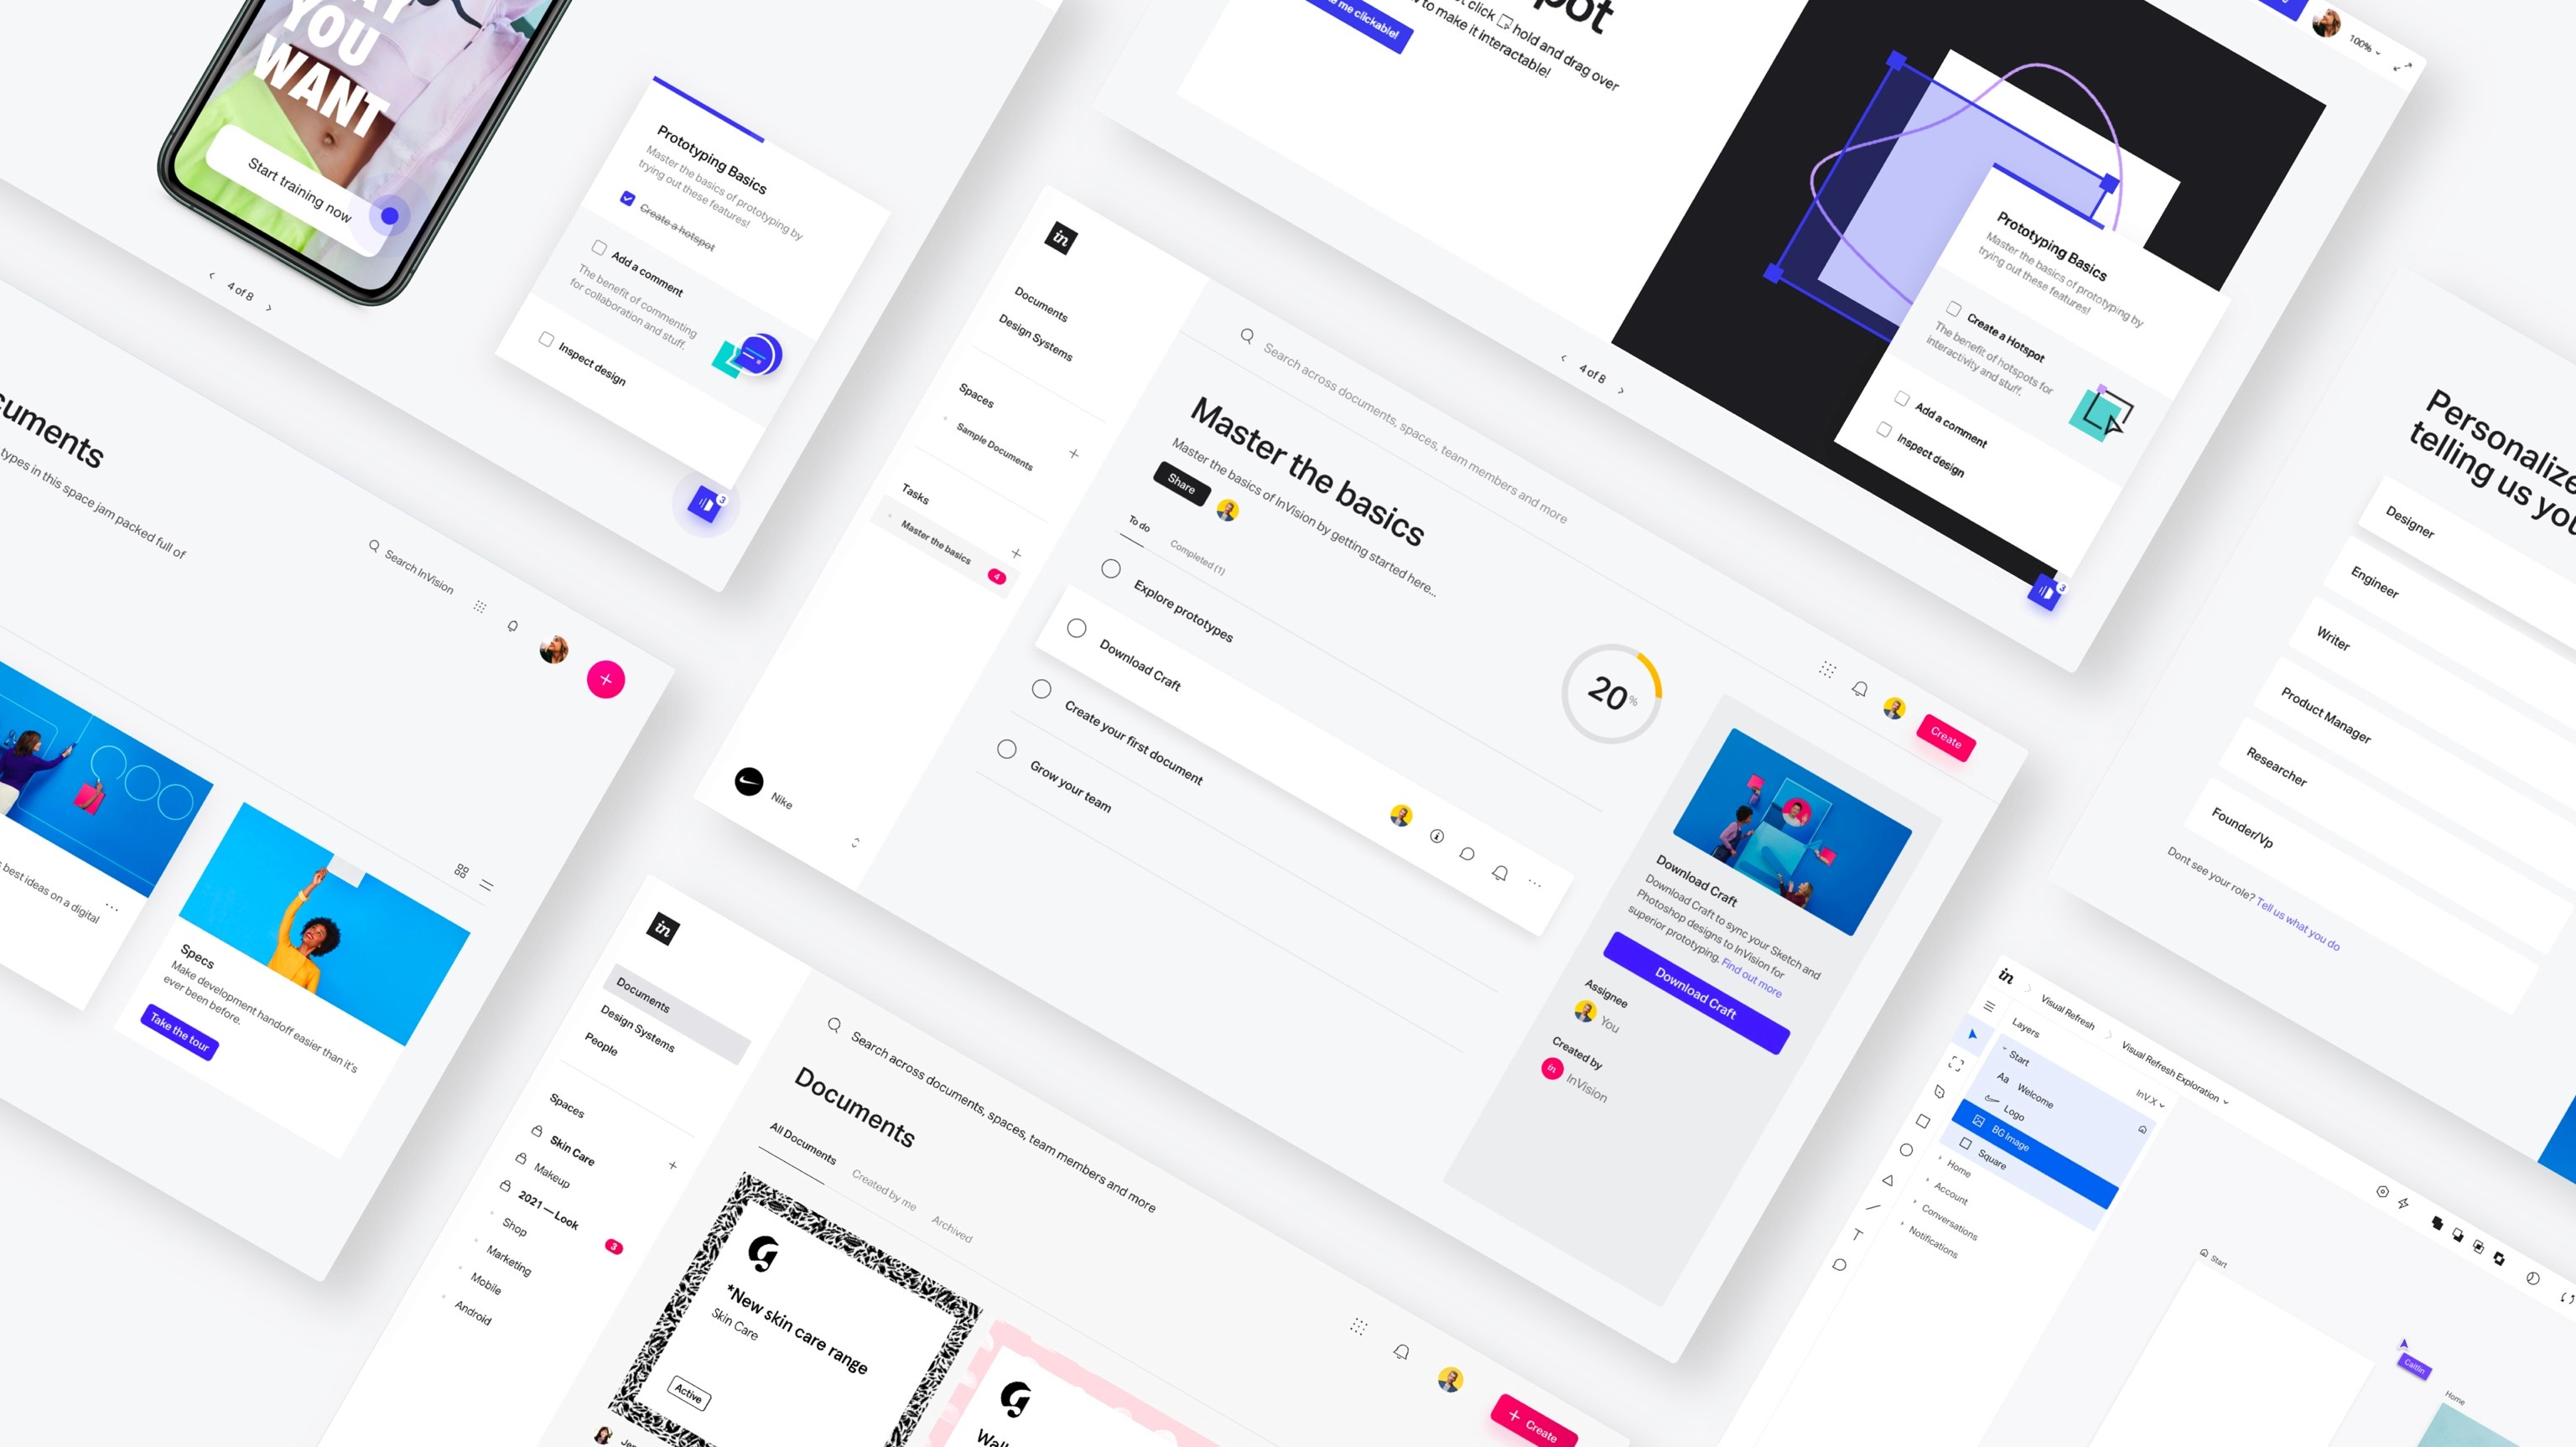 YOU
WANT
Start training now
4 of 8
Prototyping Basics
Master the basics of prototyping by
trying out these features!
Create a hotspot
Add a comment
The benefit of commenting
for collaboration and stuff.
Inspect design
3
types in this space jam packed full of
Search InVision
best ideas on a digital
Specs
Make development handoff easier than it's
ever been before.
Take the tour
me clickable!
click hold and drag over
to make it interactable!
100%
4 of 8
Prototyping Basics
Master the basics of prototyping by
trying out these features!
Create a Hotspot
The benefit of hotspots for
interactivity and stuff.
Add a comment
Inspect design
3
in
Documents
Design Systems
Spaces
Sample Documents
Tasks
Master the basics
4
Nike
Search across documents, spaces, team members and more
Master the basics
Master the basics of InVision by getting started here...
Share
To do
Completed (1)
Explore prototypes
Download Craft
Create your first document
Grow your team
20%
Create
Download Craft
Download Craft to sync your Sketch and
Photoshop designs to InVision for
superior prototyping. Find out more
Download Craft
Assignee
You
Created by
in
InVision
Personalize
telling us
Designer
Engineer
Writer
Product Manager
Researcher
Founder/Vp
Dont see your role? Tell us what you do
in
Documents
Design Systems
People
Spaces
Skin Care
Makeup
2021 — Look
3
Shop
Marketing
Mobile
Android
Search across documents, spaces, team members and more
Documents
All Documents
Created by me
Archived
G
*New skin care range
Skin Care
Active
G
+ Create
in
Visual Refresh
Visual Refresh Exploration
Layers
InV.X
Start
Aa Welcome
Logo
BG Image
Square
Home
Account
Conversations
Notifications
T
Start
Caitlin
Home